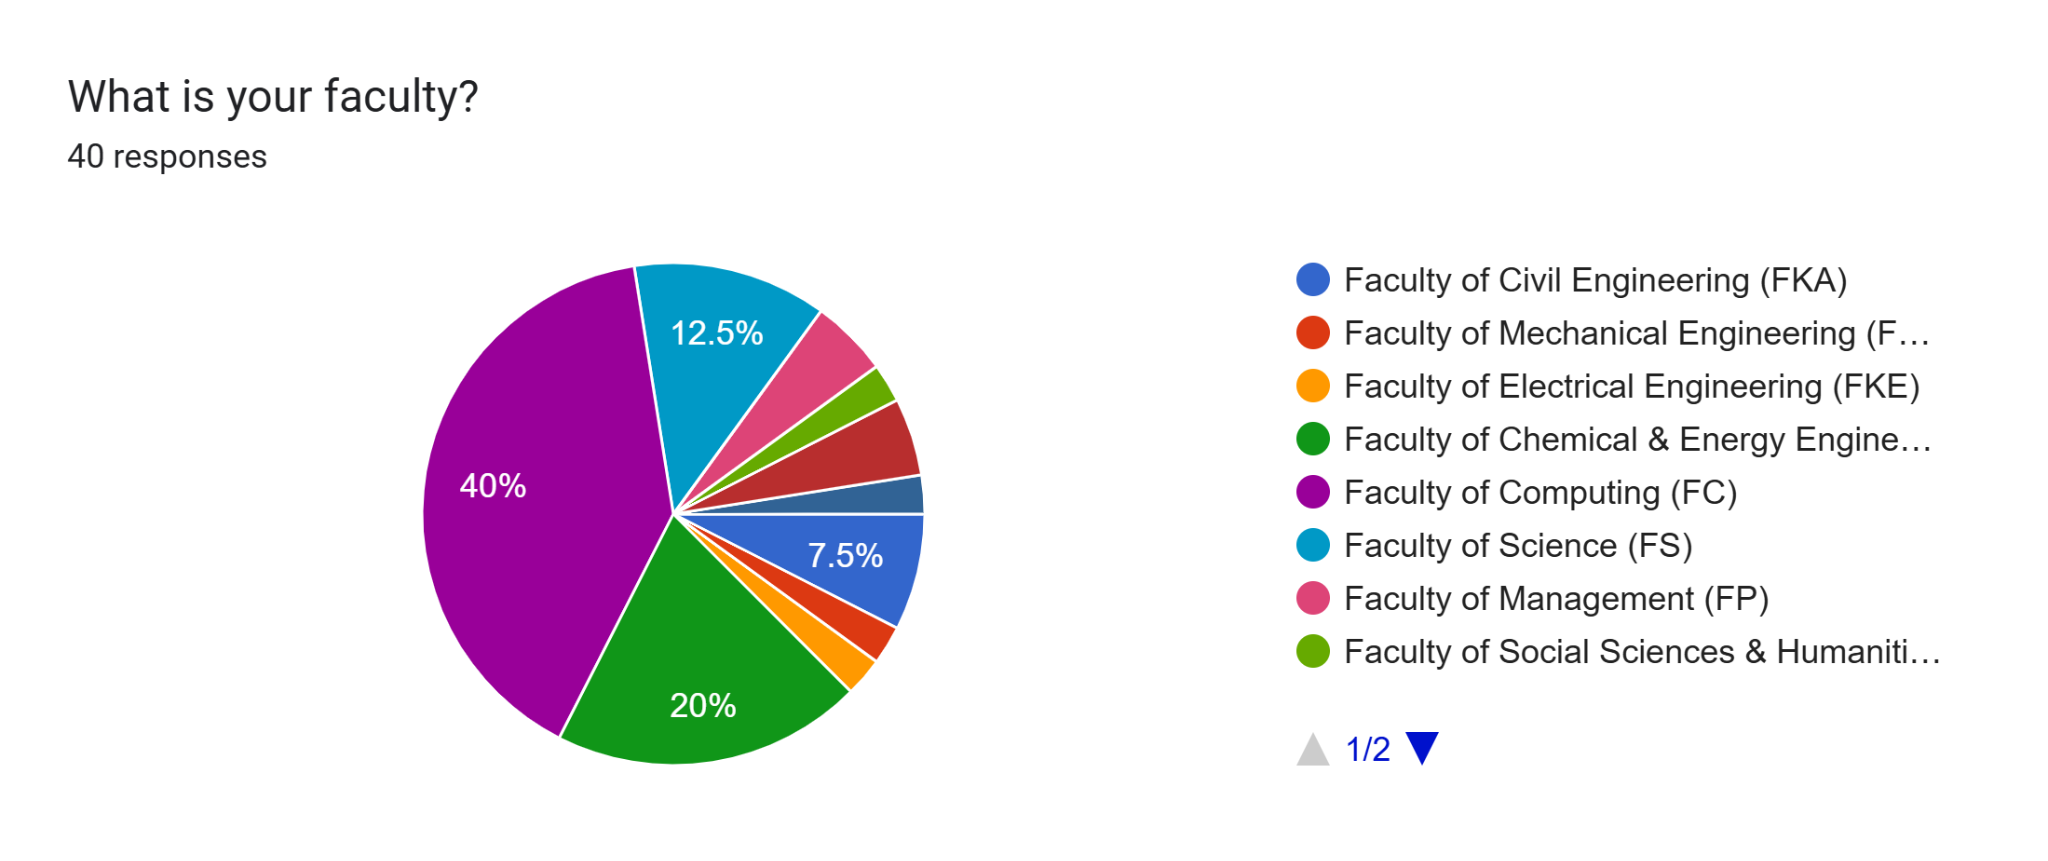 What is your faculty?
40 responses
12.5%
40%
7.5%
20%
Faculty of Civil Engineering (FKA)
Faculty of Mechanical Engineering (F…
Faculty of Electrical Engineering (FKE)
Faculty of Chemical & Energy Engine…
Faculty of Computing (FC)
Faculty of Science (FS)
Faculty of Management (FP)
Faculty of Social Sciences & Humaniti…
1/2